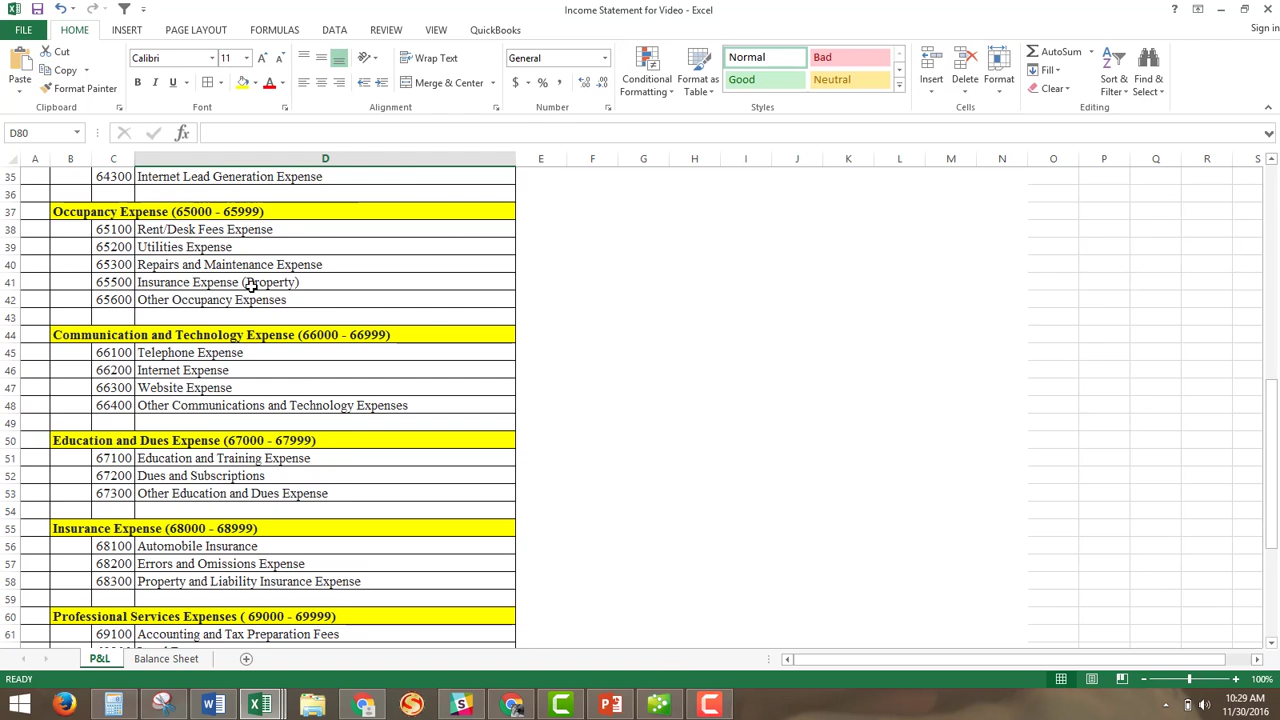 Income Statement for Video - Excel
Sign in
FILE HOME INSERT PAGE LAYOUT FORMULAS DATA REVIEW VIEW QuickBooks
Cut
Copy
Format Painter
Paste
Clipboard
Calibri 11
B I U
Font
Wrap Text
Merge & Center
Alignment
General
$ % ,
Number
Conditional Formatting
Format as Table
Normal Bad
Good Neutral
Styles
Insert Delete Format
Cells
AutoSum
Fill
Clear
Sort & Filter
Find & Select
Editing
D80
fx
A B C D E F G H I J K L M N O P Q R S
35 64300 Internet Lead Generation Expense
36
37 Occupancy Expense (65000 - 65999)
38 65100 Rent/Desk Fees Expense
39 65200 Utilities Expense
40 65300 Repairs and Maintenance Expense
41 65500 Insurance Expense (Property)
42 65600 Other Occupancy Expenses
43
44 Communication and Technology Expense (66000 - 66999)
45 66100 Telephone Expense
46 66200 Internet Expense
47 66300 Website Expense
48 66400 Other Communications and Technology Expenses
49
50 Education and Dues Expense (67000 - 67999)
51 67100 Education and Training Expense
52 67200 Dues and Subscriptions
53 67300 Other Education and Dues Expense
54
55 Insurance Expense (68000 - 68999)
56 68100 Automobile Insurance
57 68200 Errors and Omissions Expense
58 68300 Property and Liability Insurance Expense
59
60 Professional Services Expenses ( 69000 - 69999)
61 69100 Accounting and Tax Preparation Fees
P&L Balance Sheet
READY
100%
10:29 AM
11/30/2016